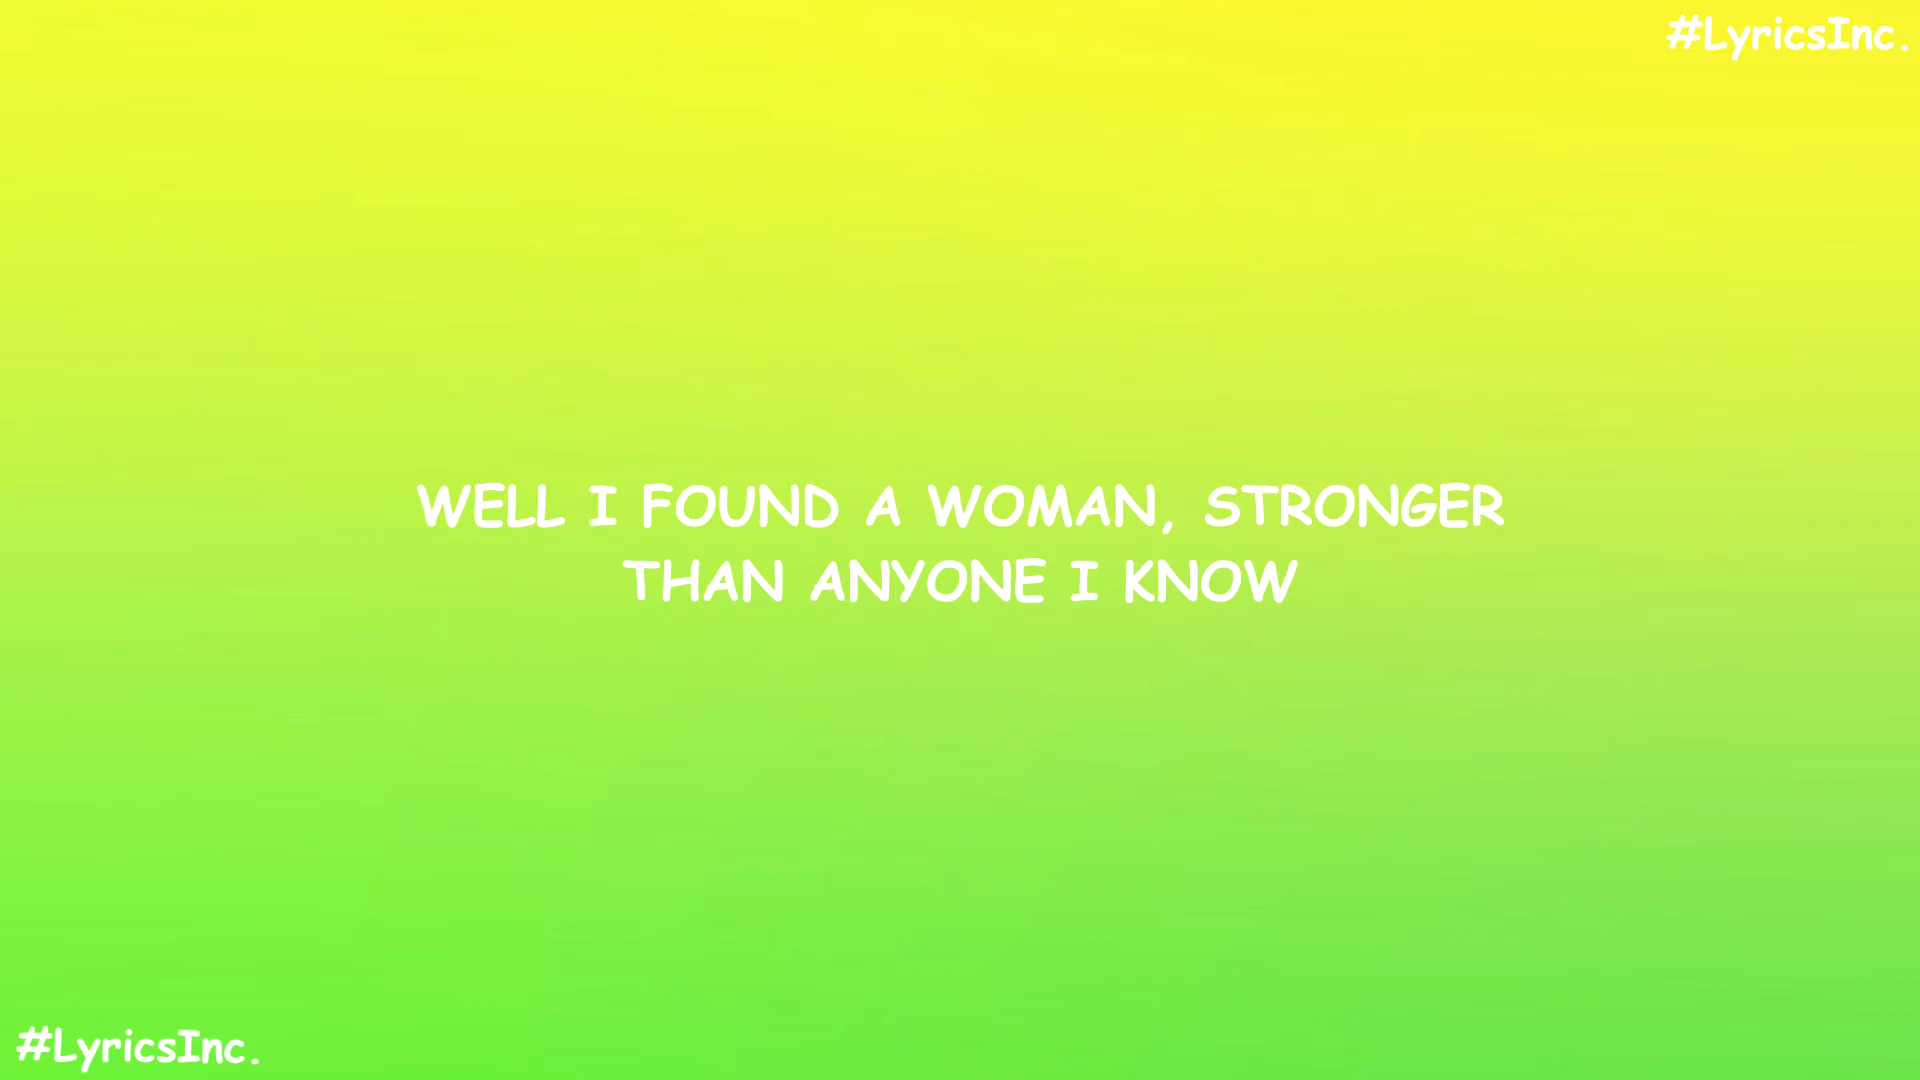 #LyricsInc.
WELL I FOUND A WOMAN, STRONGER
THAN ANYONE I KNOW
#LyricsInc.